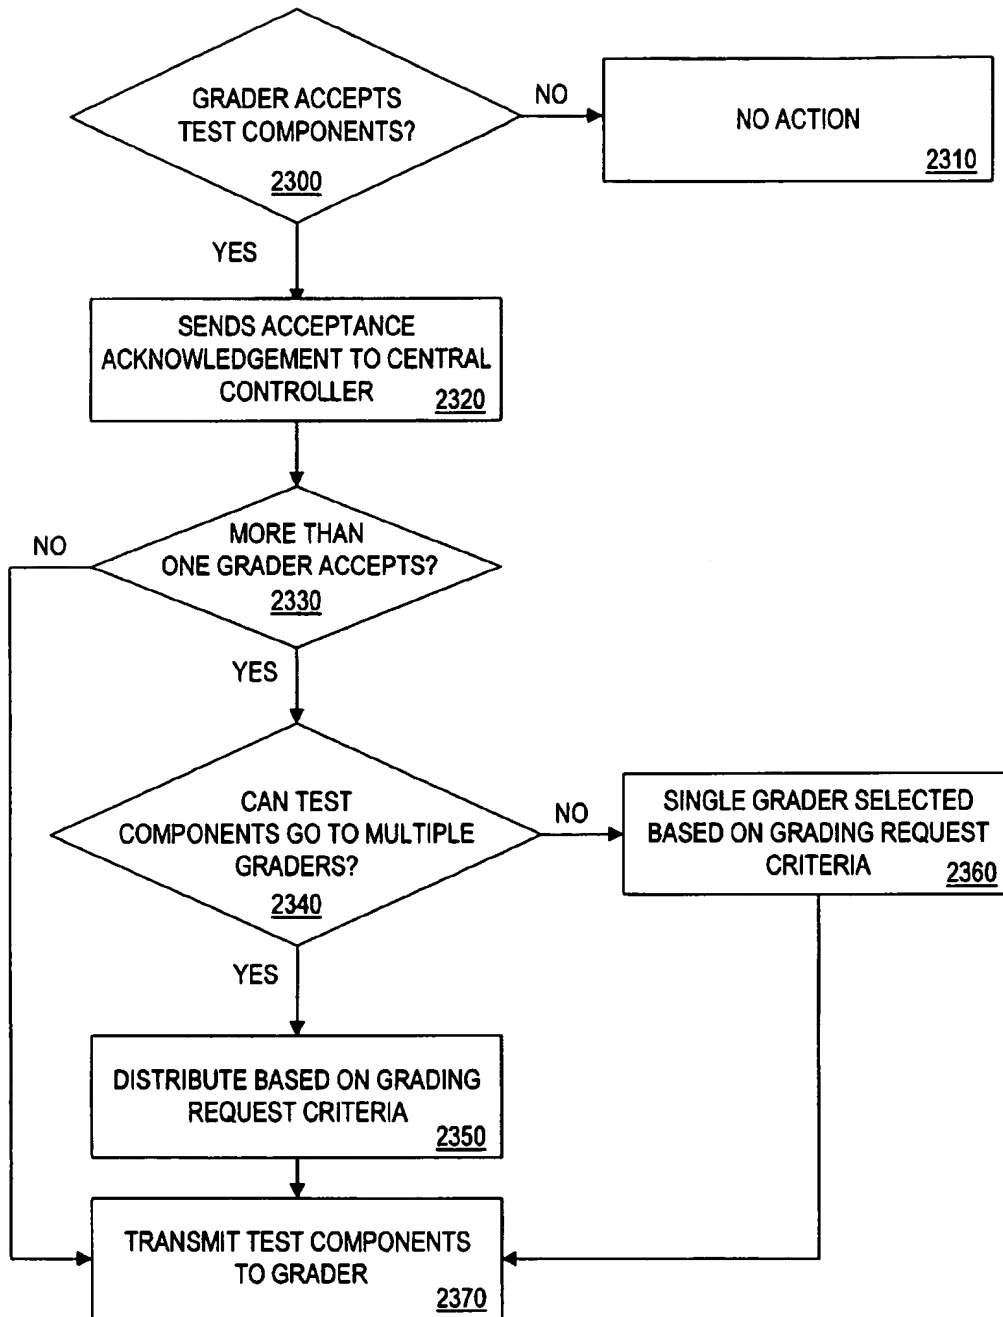 GRADER ACCEPTS
TEST COMPONENTS?
2300
NO
NO ACTION
2310
YES
SENDS ACCEPTANCE
ACKNOWLEDGEMENT TO CENTRAL
CONTROLLER
2320
MORE THAN
ONE GRADER ACCEPTS?
2330
NO
YES
CAN TEST
COMPONENTS GO TO MULTIPLE
GRADERS?
2340
NO
SINGLE GRADER SELECTED
BASED ON GRADING REQUEST
CRITERIA
2360
YES
DISTRIBUTE BASED ON GRADING
REQUEST CRITERIA
2350
TRANSMIT TEST COMPONENTS
TO GRADER
2370